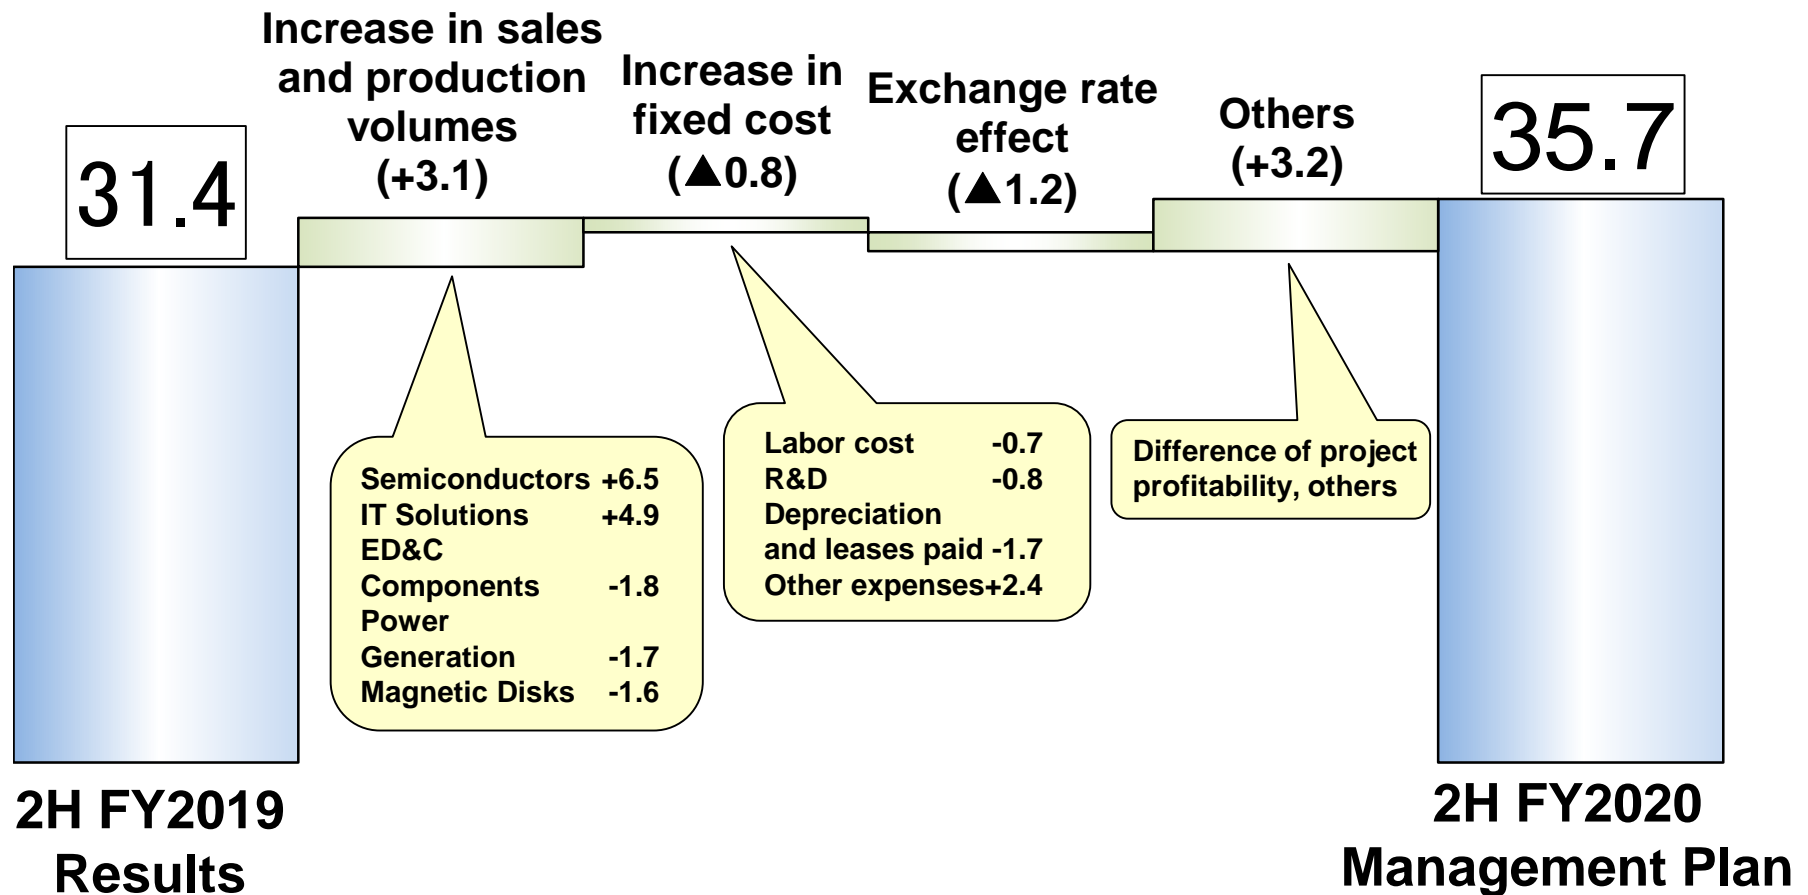 31.4
Increase in sales
and production
volumes
(+3.1)
Increase in
fixed cost
(▲0.8)
Exchange rate
effect
(▲1.2)
Others
(+3.2)
35.7
Semiconductors +6.5
IT Solutions +4.9
ED&C
Components -1.8
Power
Generation -1.7
Magnetic Disks -1.6
Labor cost -0.7
R&D -0.8
Depreciation
and leases paid -1.7
Other expenses+2.4
Difference of project
profitability, others
2H FY2019
Results
2H FY2020
Management Plan